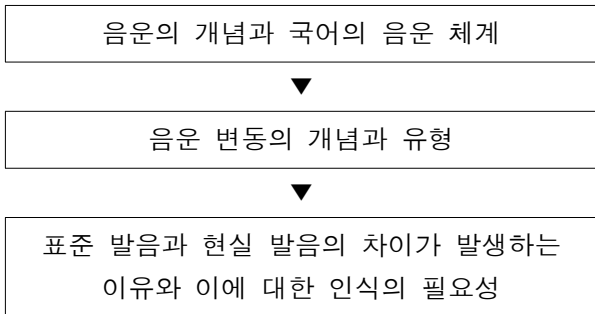 음운의 개념과 국어의 음운 체계
▼
음운 변동의 개념과 유형
▼
표준 발음과 현실 발음의 차이가 발생하는
이유와 이에 대한 인식의 필요성